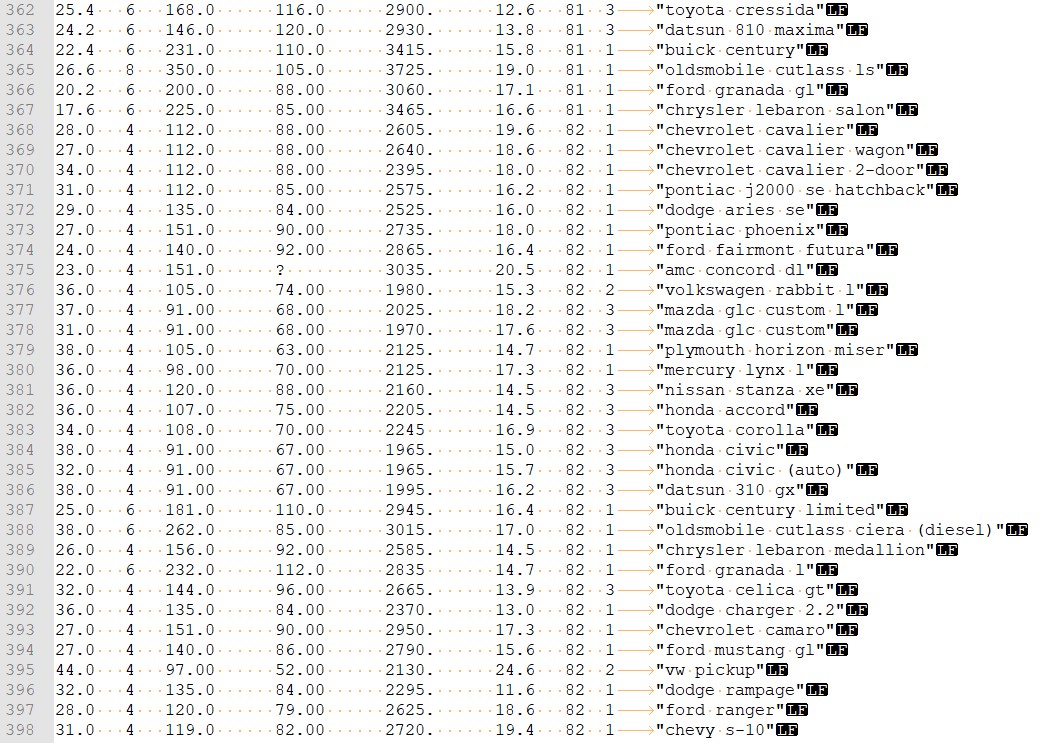 362 25.4 6 168.0 116.0 2900. 12.6 81 3 "toyota cressida"LF
363 24.2 6 146.0 120.0 2930. 13.8 81 3 "datsun 810 maxima"LF
364 22.4 6 231.0 110.0 3415. 15.8 81 1 "buick century"LF
365 26.6 8 350.0 105.0 3725. 19.0 81 1 "oldsmobile cutlass ls"LF
366 20.2 6 200.0 88.00 3060. 17.1 81 1 "ford granada gl"LF
367 17.6 6 225.0 85.00 3465. 16.6 81 1 "chrysler lebaron salon"LF
368 28.0 4 112.0 88.00 2605. 19.6 82 1 "chevrolet cavalier"LF
369 27.0 4 112.0 88.00 2640. 18.6 82 1 "chevrolet cavalier wagon"LF
370 34.0 4 112.0 88.00 2395. 18.0 82 1 "chevrolet cavalier 2-door"LF
371 31.0 4 112.0 85.00 2575. 16.2 82 1 "pontiac j2000 se hatchback"LF
372 29.0 4 135.0 84.00 2525. 16.0 82 1 "dodge aries se"LF
373 27.0 4 151.0 90.00 2735. 18.0 82 1 "pontiac phoenix"LF
374 24.0 4 140.0 92.00 2865. 16.4 82 1 "ford fairmont futura"LF
375 23.0 4 151.0 ? 3035. 20.5 82 1 "amc concord dl"LF
376 36.0 4 105.0 74.00 1980. 15.3 82 2 "volkswagen rabbit l"LF
377 37.0 4 91.00 68.00 2025. 18.2 82 3 "mazda glc custom l"LF
378 31.0 4 91.00 68.00 1970. 17.6 82 3 "mazda glc custom"LF
379 38.0 4 105.0 63.00 2125. 14.7 82 1 "plymouth horizon miser"LF
380 36.0 4 98.00 70.00 2125. 17.3 82 1 "mercury lynx l"LF
381 36.0 4 120.0 88.00 2160. 14.5 82 3 "nissan stanza xe"LF
382 36.0 4 107.0 75.00 2205. 14.5 82 3 "honda accord"LF
383 34.0 4 108.0 70.00 2245 16.9 82 3 "toyota corolla"LF
384 38.0 4 91.00 67.00 1965. 15.0 82 3 "honda civic"LF
385 32.0 4 91.00 67.00 1965. 15.7 82 3 "honda civic (auto)"LF
386 38.0 4 91.00 67.00 1995. 16.2 82 3 "datsun 310 gx"LF
387 25.0 6 181.0 110.0 2945. 16.4 82 1 "buick century limited"LF
388 38.0 6 262.0 85.00 3015. 17.0 82 1 "oldsmobile cutlass ciera (diesel)"LF
389 26.0 4 156.0 92.00 2585. 14.5 82 1 "chrysler lebaron medallion"LF
390 22.0 6 232.0 112.0 2835 14.7 82 1 "ford granada l"LF
391 32.0 4 144.0 96.00 2665. 13.9 82 3 "toyota celica gt"LF
392 36.0 4 135.0 84.00 2370. 13.0 82 1 "dodge charger 2.2"LF
393 27.0 4 151.0 90.00 2950. 17.3 82 1 "chevrolet camaro"LF
394 27.0 4 140.0 86.00 2790. 15.6 82 1 "ford mustang gl"LF
395 44.0 4 97.00 52.00 2130. 24.6 82 2 "vw pickup"LF
396 32.0 4 135.0 84.00 2295. 11.6 82 1 "dodge rampage"LF
397 28.0 4 120.0 79.00 2625. 18.6 82 1 "ford ranger"LF
398 31.0 4 119.0 82.00 2720. 19.4 82 1 "chevy s-10"LF